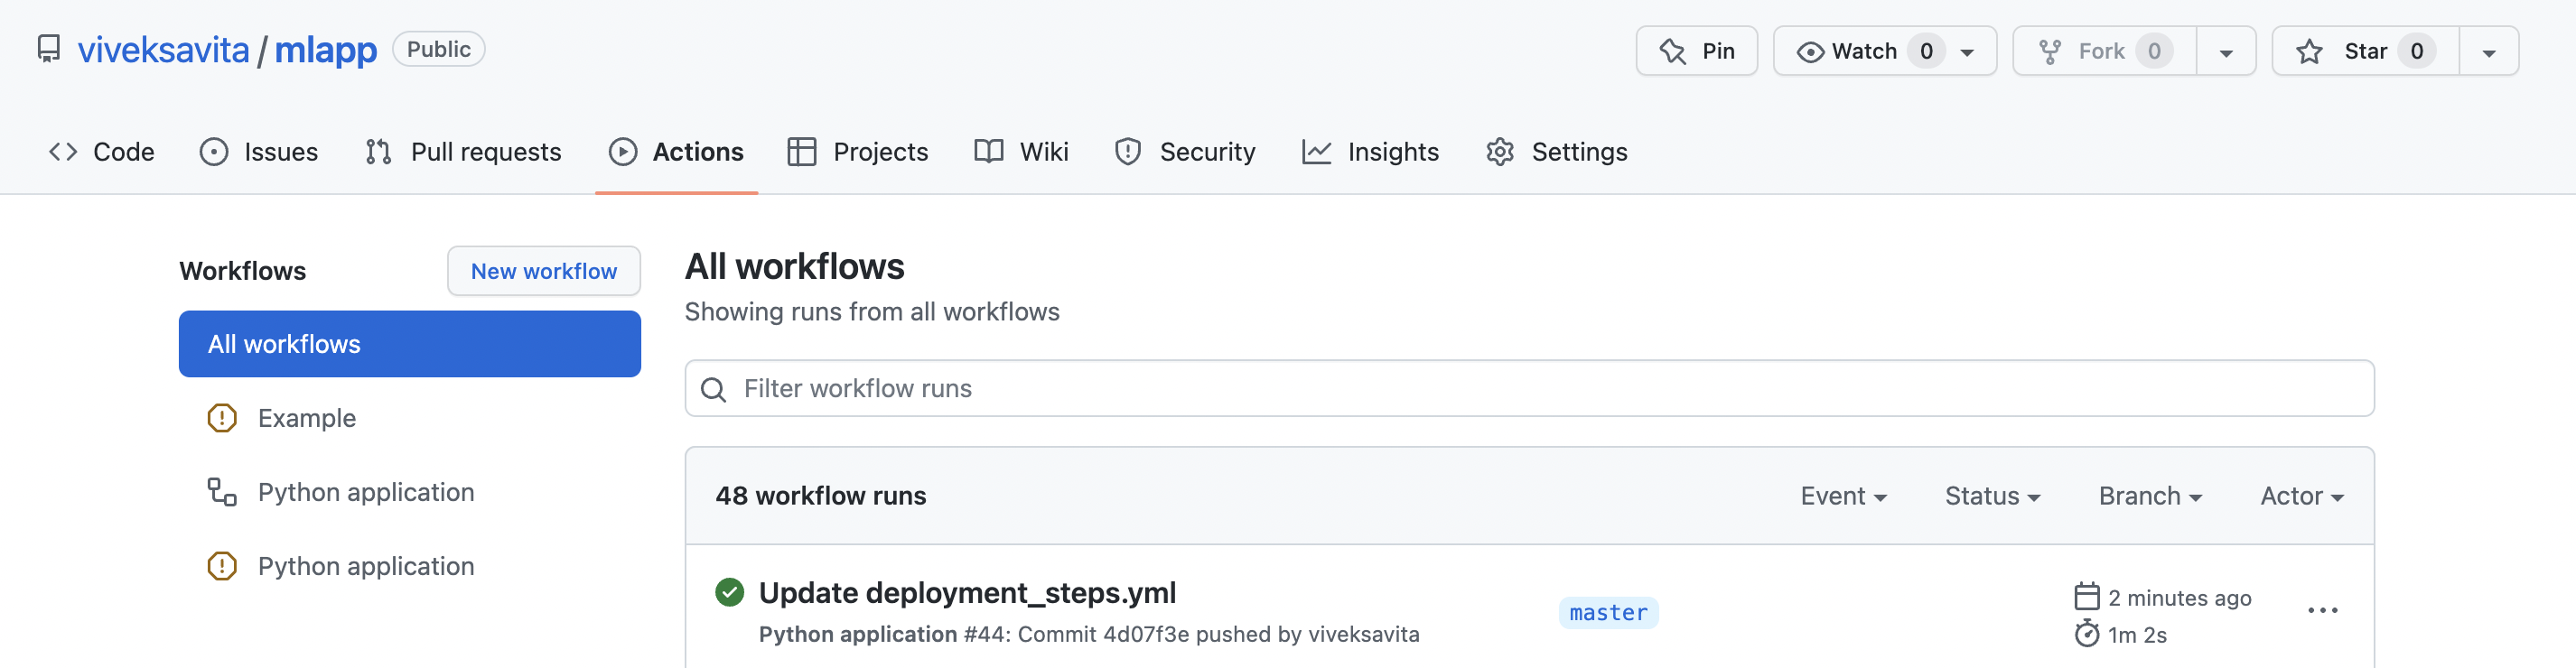 viveksavita / mlapp Public
Pin Watch 0 Fork 0 Star 0
Code Issues Pull requests Actions Projects Wiki Security Insights Settings
Workflows New workflow
All workflows
Example
Python application
Python application
All workflows
Showing runs from all workflows
Filter workflow runs
48 workflow runs Event Status Branch Actor
Update deployment_steps.yml
Python application #44: Commit 4d07f3e pushed by viveksavita
master
2 minutes ago
1m 2s